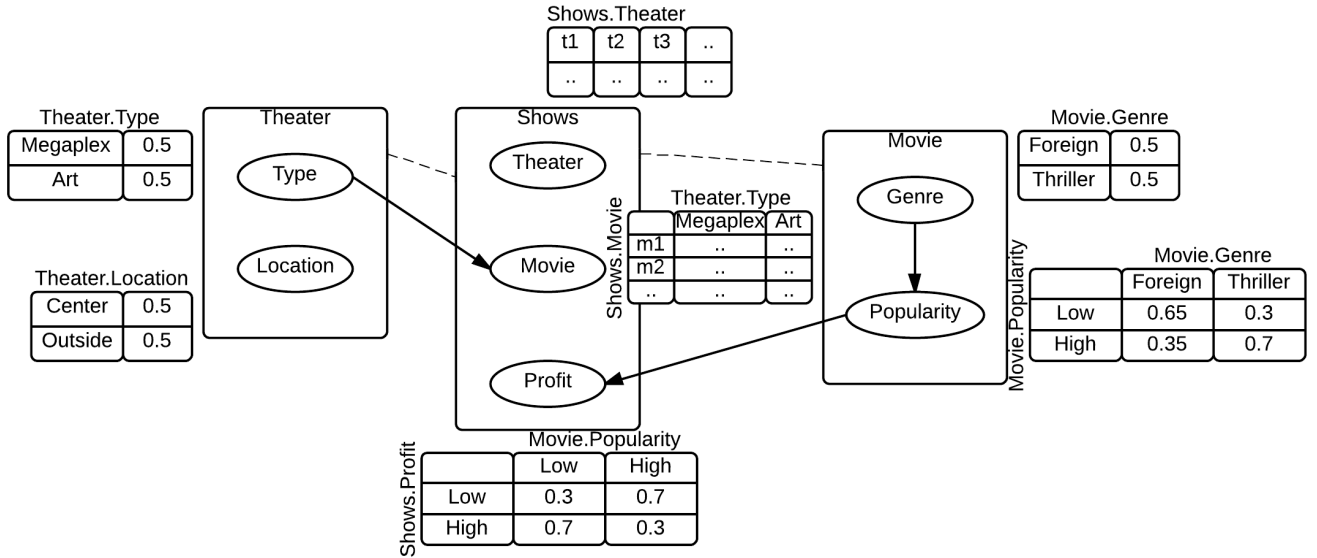 Shows.Theater
t1 t2 t3 ..
.. .. .. ..
Theater.Type
Megaplex 0.5
Art 0.5
Theater.Location
Center 0.5
Outside 0.5
Theater
Type
Location
Shows
Theater
Movie
Profit
Shows.Movie
Theater.Type
Megaplex Art
m1 .. ..
m2 .. ..
.. .. ..
Movie
Genre
Popularity
Movie.Genre
Foreign 0.5
Thriller 0.5
Movie.Popularity
Movie.Genre
Foreign Thriller
Low 0.65 0.3
High 0.35 0.7
Shows.Profit
Movie.Popularity
Low High
Low 0.3 0.7
High 0.7 0.3